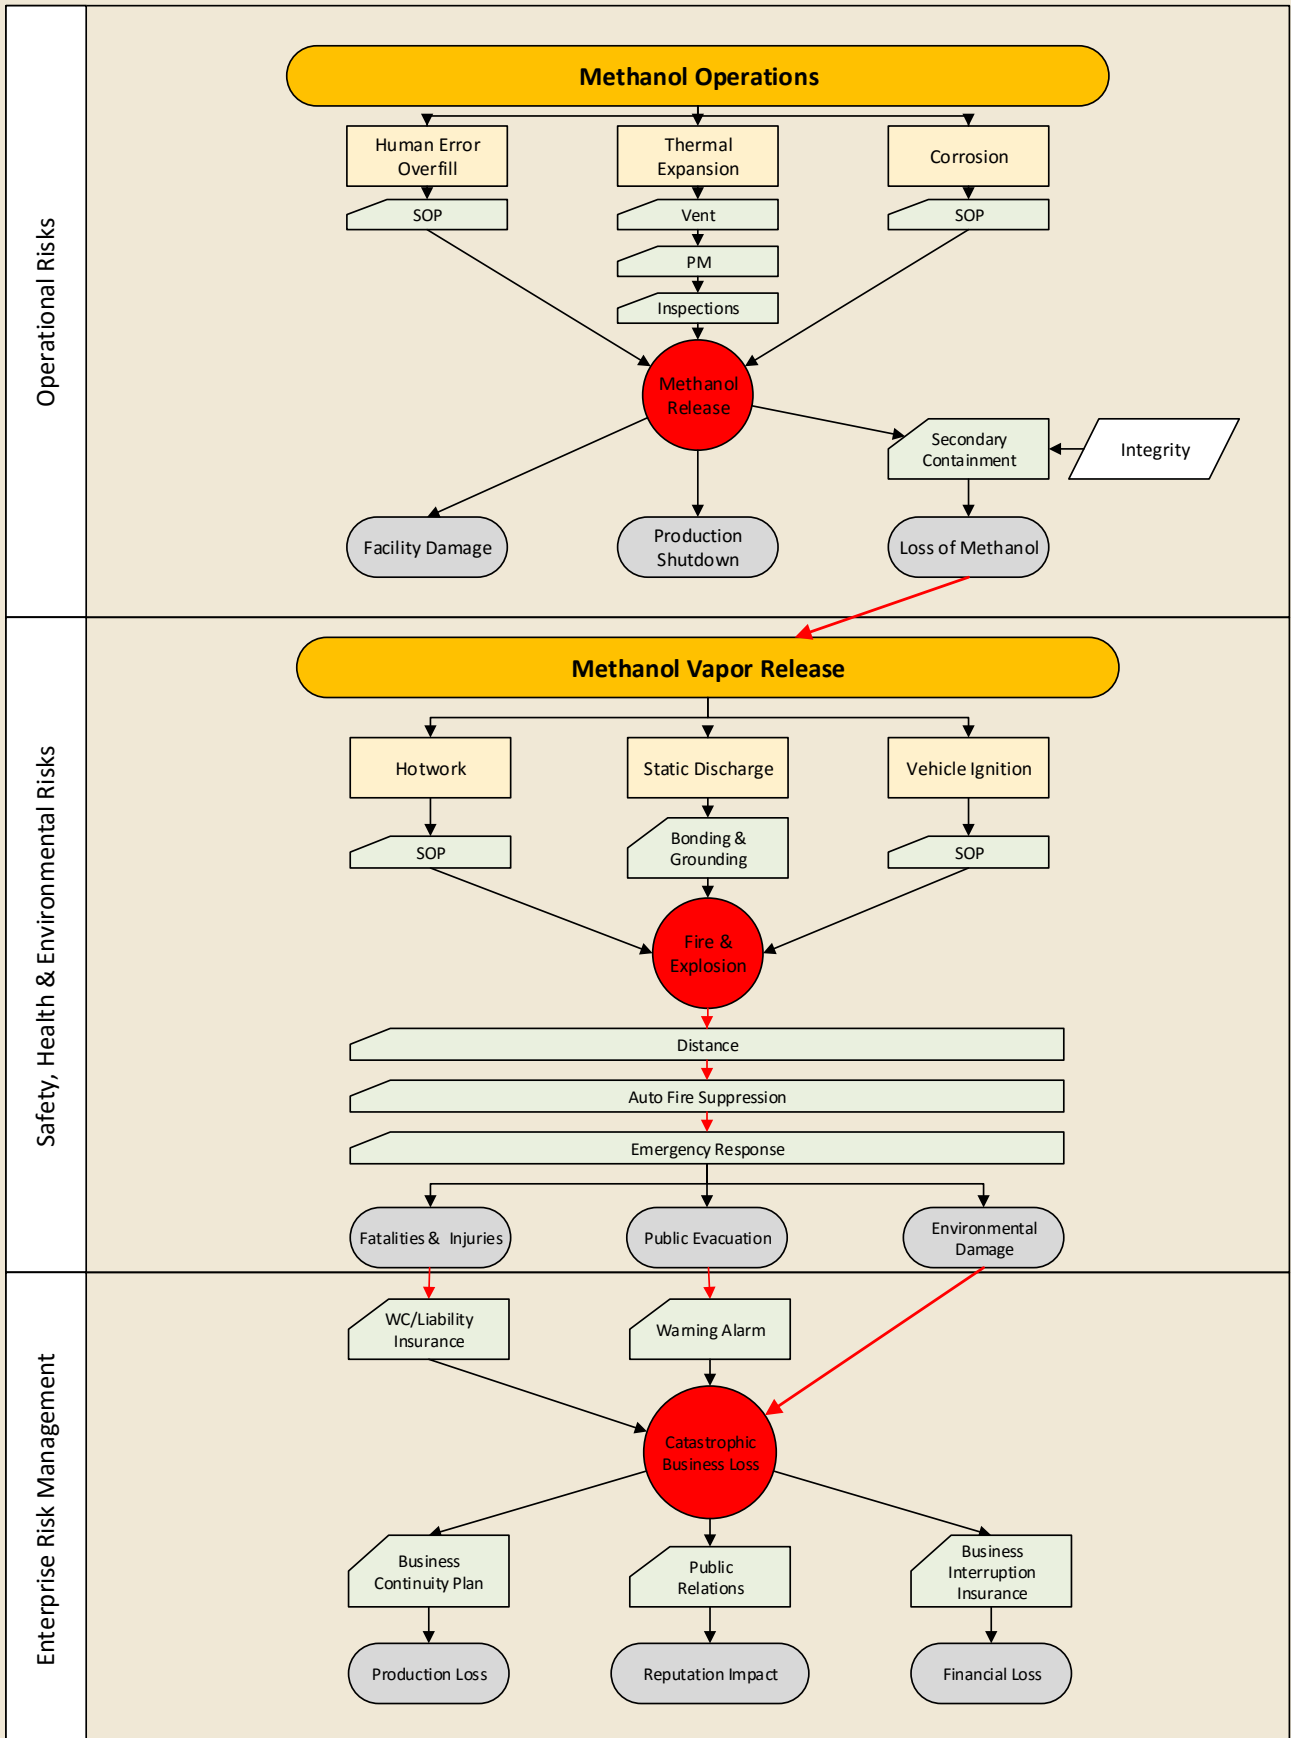 Operational Risks
Methanol Operations
Human Error
Overfill
Thermal
Expansion
Corrosion
SOP
Vent
SOP
PM
Inspections
Methanol
Release
Secondary
Containment
Integrity
Facility Damage
Production
Shutdown
Loss of Methanol
Safety, Health & Environmental Risks
Methanol Vapor Release
Hotwork
Static Discharge
Vehicle Ignition
SOP
Bonding &
Grounding
SOP
Fire &
Explosion
Distance
Auto Fire Suppression
Emergency Response
Fatalities & Injuries
Public Evacuation
Environmental
Damage
Enterprise Risk Management
WC/Liability
Insurance
Warning Alarm
Catastrophic
Business Loss
Business
Continuity Plan
Public
Relations
Business
Interruption
Insurance
Production Loss
Reputation Impact
Financial Loss